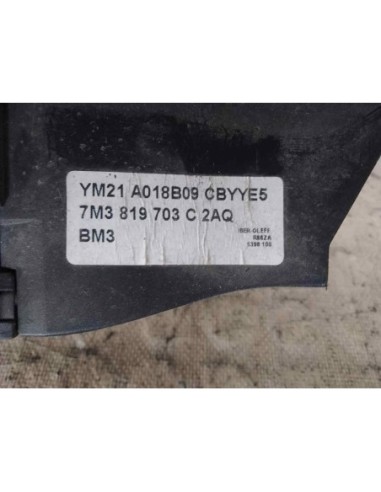 YM21 A018B09 CBYYE5
7M3 819 703 C 2AQ
BM3